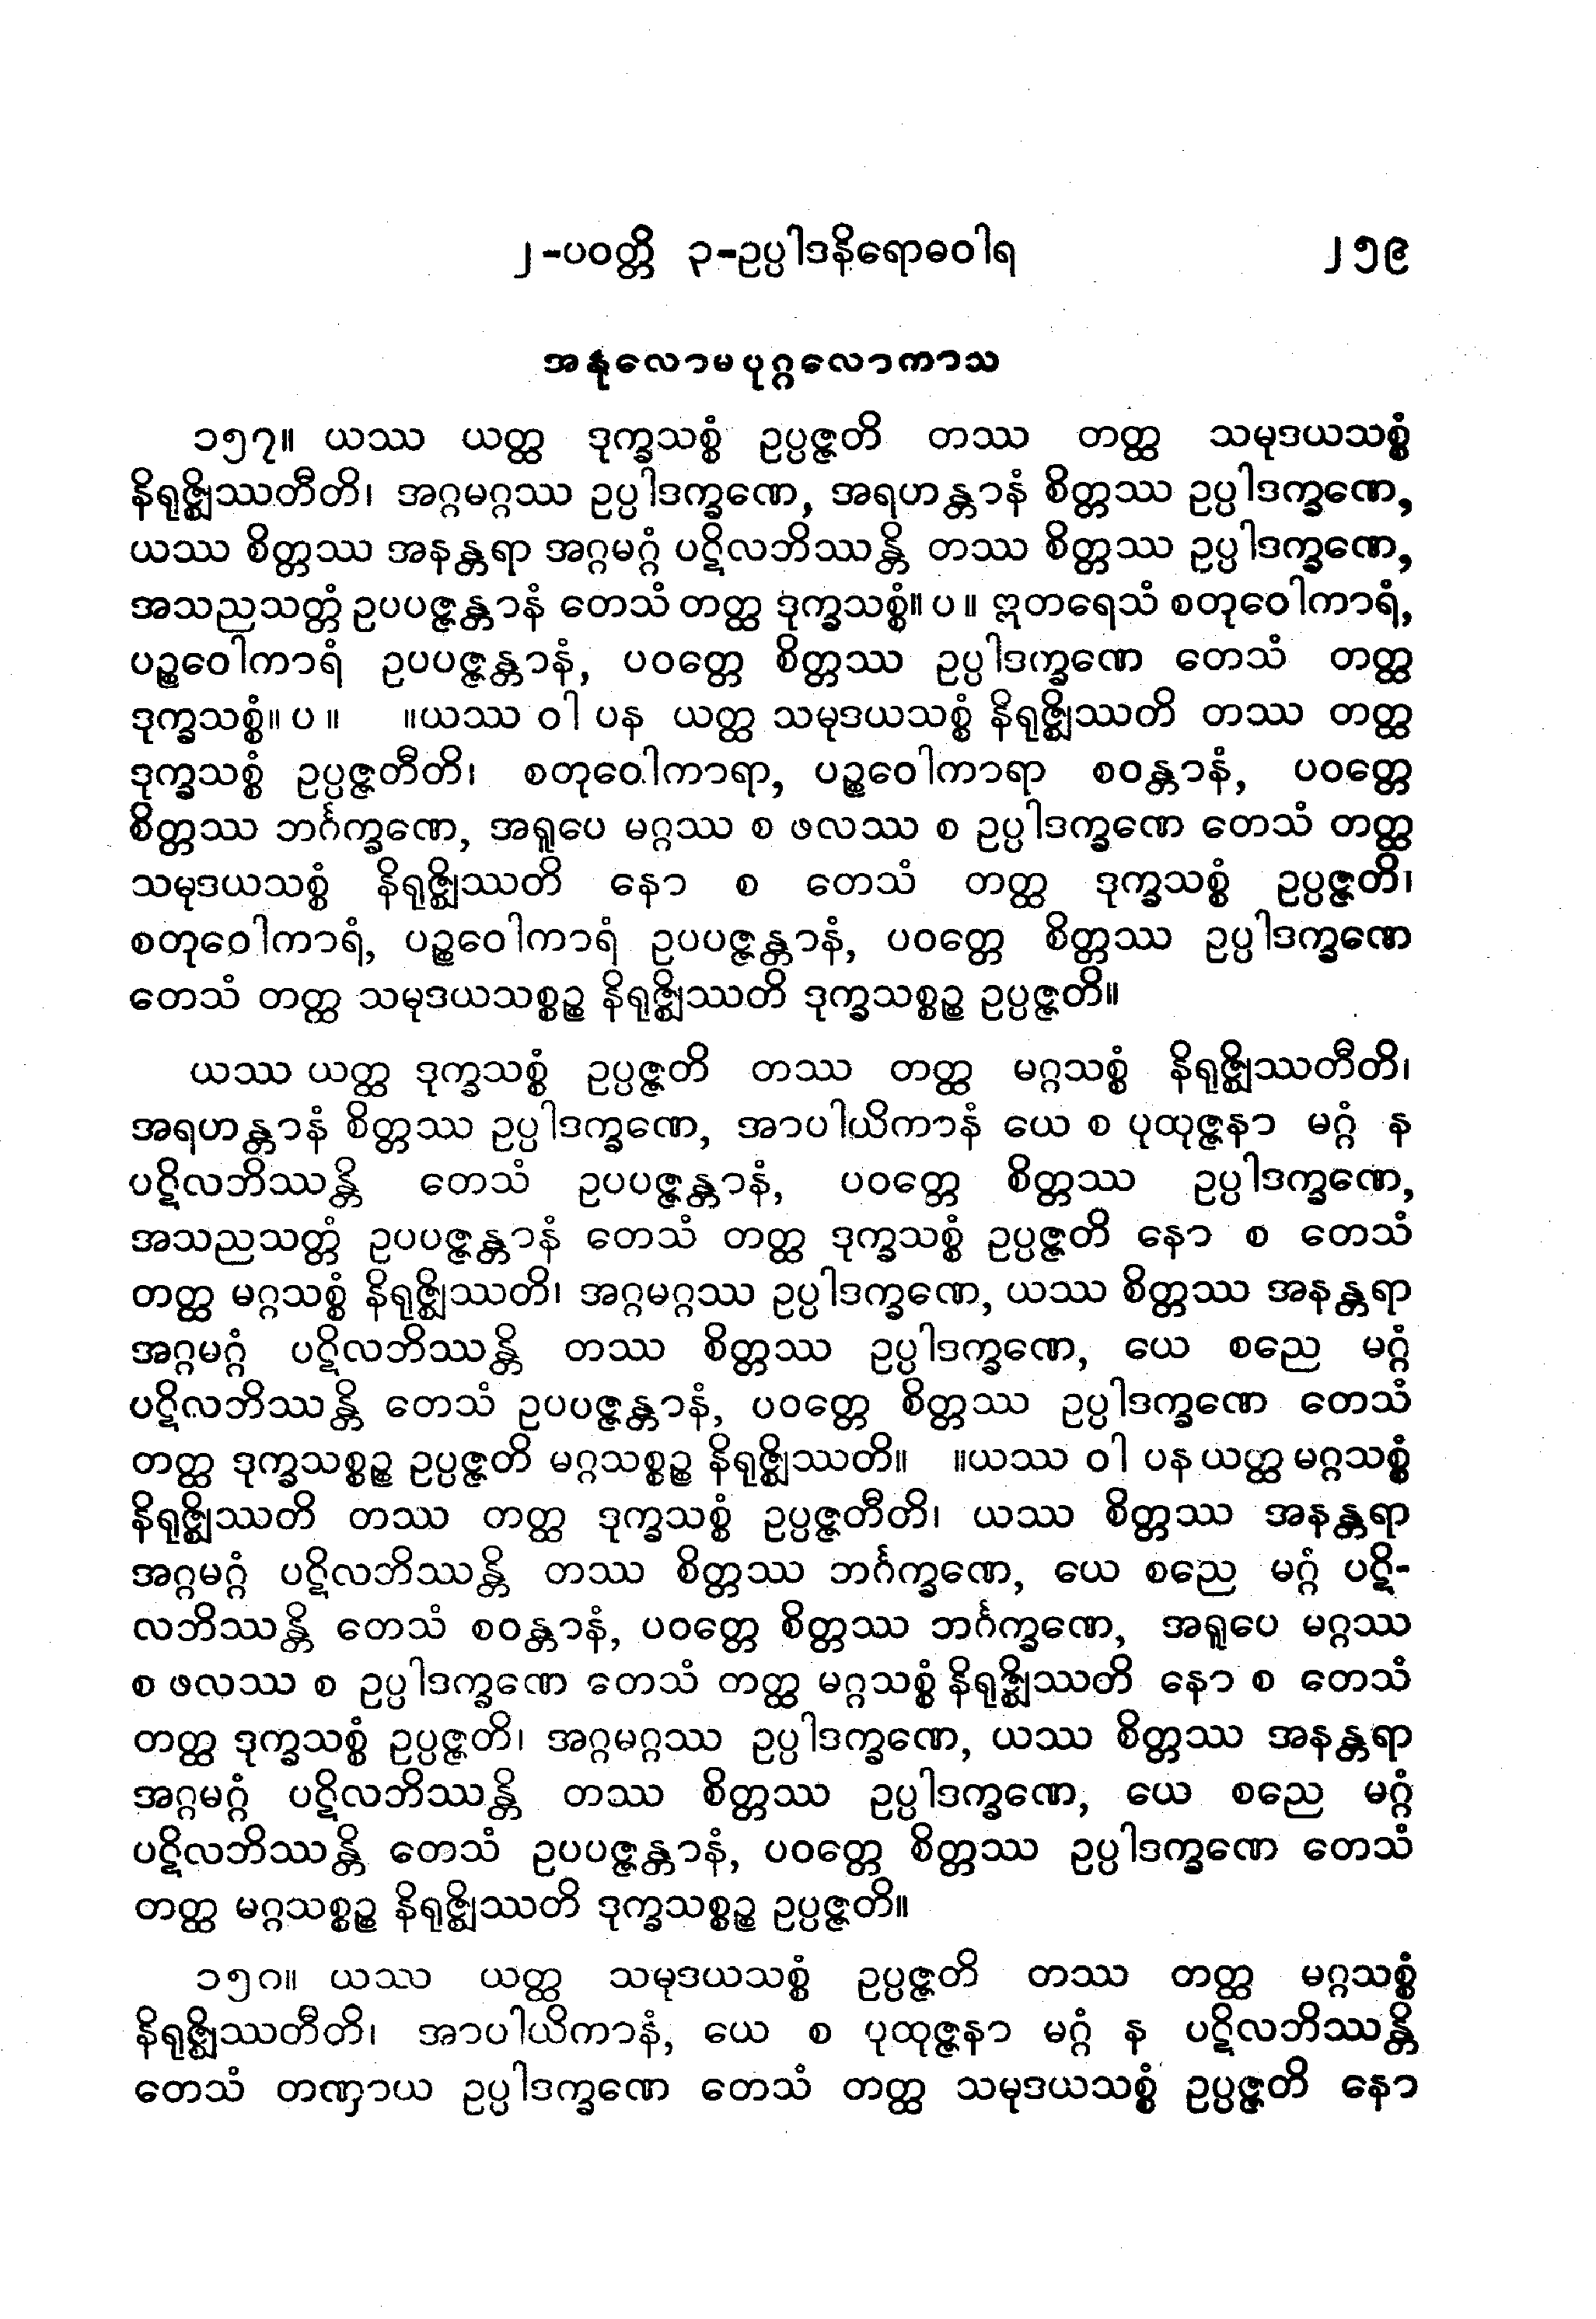 ၂-ပဝတ္တိ ၃-ဥပ္ပါဒနိရောဓဝါရ ၂၅၉
အနုလောမပုဂ္ဂလောကာသ
၁၅၇။ ယဿ ယတ္ထ ဒုက္ခသစ္စံ ဥပ္ပဇ္ဇတိ တဿ တတ္ထ သမုဒယသစ္စံ
နိရုဇ္ဈိဿတီတိ၊ အဂ္ဂမဂ္ဂဿ ဥပ္ပါဒက္ခဏေ, အရဟန္တာနံ စိတ္တဿ ဥပ္ပါဒက္ခဏေ,
ယဿ စိတ္တဿ အနန္တရာ အဂ္ဂမဂ္ဂံ ပဋိလဘိဿန္တိ တဿ စိတ္တဿ ဥပ္ပါဒက္ခဏေ,
အသညသတ္တံ ဥပပဇ္ဇန္တာနံ တေသံ တတ္ထ ဒုက္ခသစ္စံ။ ပ ။ ဣတရေသံ စတုဝေါကာရံ,
ပဉ္စဝေါကာရံ ဥပပဇ္ဇန္တာနံ, ပဝတ္တေ စိတ္တဿ ဥပ္ပါဒက္ခဏေ တေသံ တတ္ထ
ဒုက္ခသစ္စံ။ ပ ။ ။ယဿ ဝါ ပန ယတ္ထ သမုဒယသစ္စံ နိရုဇ္ဈိဿတိ တဿ တတ္ထ
ဒုက္ခသစ္စံ ဥပ္ပဇ္ဇတီတိ၊ စတုဝေါကာရာ, ပဉ္စဝေါကာရာ စဝန္တာနံ, ပဝတ္တေ
စိတ္တဿ ဘင်္ဂက္ခဏေ, အရူပေ မဂ္ဂဿ စ ဖလဿ စ ဥပ္ပါဒက္ခဏေ တေသံ တတ္ထ
သမုဒယသစ္စံ နိရုဇ္ဈိဿတိ နော စ တေသံ တတ္ထ ဒုက္ခသစ္စံ ဥပ္ပဇ္ဇတိ၊
စတုဝေါကာရံ, ပဉ္စဝေါကာရံ ဥပပဇ္ဇန္တာနံ, ပဝတ္တေ စိတ္တဿ ဥပ္ပါဒက္ခဏေ
တေသံ တတ္ထ သမုဒယသစ္စဉ္စ နိရုဇ္ဈိဿတိ ဒုက္ခသစ္စဉ္စ ဥပ္ပဇ္ဇတိ။
ယဿ ယတ္ထ ဒုက္ခသစ္စံ ဥပ္ပဇ္ဇတိ တဿ တတ္ထ မဂ္ဂသစ္စံ နိရုဇ္ဈိဿတီတိ၊
အရဟန္တာနံ စိတ္တဿ ဥပ္ပါဒက္ခဏေ, အာပါယိကာနံ ယေ စ ပုထုဇ္ဇနာ မဂ္ဂံ န
ပဋိလဘိဿန္တိ တေသံ ဥပပဇ္ဇန္တာနံ, ပဝတ္တေ စိတ္တဿ ဥပ္ပါဒက္ခဏေ,
အသညသတ္တံ ဥပပဇ္ဇန္တာနံ တေသံ တတ္ထ ဒုက္ခသစ္စံ ဥပ္ပဇ္ဇတိ နော စ တေသံ
တတ္ထ မဂ္ဂသစ္စံ နိရုဇ္ဈိဿတိ၊ အဂ္ဂမဂ္ဂဿ ဥပ္ပါဒက္ခဏေ, ယဿ စိတ္တဿ အနန္တရာ
အဂ္ဂမဂ္ဂံ ပဋိလဘိဿန္တိ တဿ စိတ္တဿ ဥပ္ပါဒက္ခဏေ, ယေ စညေ မဂ္ဂံ
ပဋိလဘိဿန္တိ တေသံ ဥပပဇ္ဇန္တာနံ, ပဝတ္တေ စိတ္တဿ ဥပ္ပါဒက္ခဏေ တေသံ
တတ္ထ ဒုက္ခသစ္စဉ္စ ဥပ္ပဇ္ဇတိ မဂ္ဂသစ္စဉ္စ နိရုဇ္ဈိဿတိ။ ။ယဿ ဝါ ပန ယတ္ထ မဂ္ဂသစ္စံ
နိရုဇ္ဈိဿတိ တဿ တတ္ထ ဒုက္ခသစ္စံ ဥပ္ပဇ္ဇတီတိ၊ ယဿ စိတ္တဿ အနန္တရာ
အဂ္ဂမဂ္ဂံ ပဋိလဘိဿန္တိ တဿ စိတ္တဿ ဘင်္ဂက္ခဏေ, ယေ စညေ မဂ္ဂံ ပဋိ-
လဘိဿန္တိ တေသံ စဝန္တာနံ, ပဝတ္တေ စိတ္တဿ ဘင်္ဂက္ခဏေ, အရူပေ မဂ္ဂဿ
စ ဖလဿ စ ဥပ္ပါဒက္ခဏေ တေသံ တတ္ထ မဂ္ဂသစ္စံ နိရုဇ္ဈိဿတိ နော စ တေသံ
တတ္ထ ဒုက္ခသစ္စံ ဥပ္ပဇ္ဇတိ၊ အဂ္ဂမဂ္ဂဿ ဥပ္ပါဒက္ခဏေ, ယဿ စိတ္တဿ အနန္တရာ
အဂ္ဂမဂ္ဂံ ပဋိလဘိဿန္တိ တဿ စိတ္တဿ ဥပ္ပါဒက္ခဏေ, ယေ စညေ မဂ္ဂံ
ပဋိလဘိဿန္တိ တေသံ ဥပပဇ္ဇန္တာနံ, ပဝတ္တေ စိတ္တဿ ဥပ္ပါဒက္ခဏေ တေသံ
တတ္ထ မဂ္ဂသစ္စဉ္စ နိရုဇ္ဈိဿတိ ဒုက္ခသစ္စဉ္စ ဥပ္ပဇ္ဇတိ။
၁၅၈။ ယဿ ယတ္ထ သမုဒယသစ္စံ ဥပ္ပဇ္ဇတိ တဿ တတ္ထ မဂ္ဂသစ္စံ
နိရုဇ္ဈိဿတီတိ၊ အာပါယိကာနံ, ယေ စ ပုထုဇ္ဇနာ မဂ္ဂံ န ပဋိလဘိဿန္တိ
တေသံ တဏှာယ ဥပ္ပါဒက္ခဏေ တေသံ တတ္ထ သမုဒယသစ္စံ ဥပ္ပဇ္ဇတိ နော